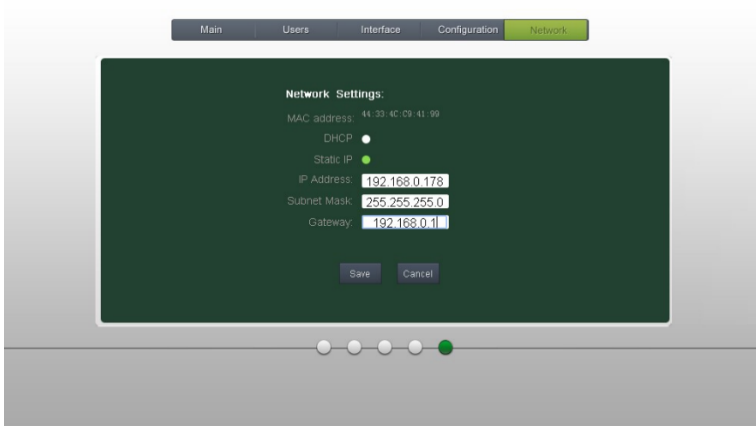 Main Users Interface Configuration Network
Network Settings:
MAC address: 44:33:4C:C9:41:99
DHCP
Static IP
IP Address: 192.168.0.178
Subnet Mask: 255.255.255.0
Gateway: 192.168.0.1
Save Cancel